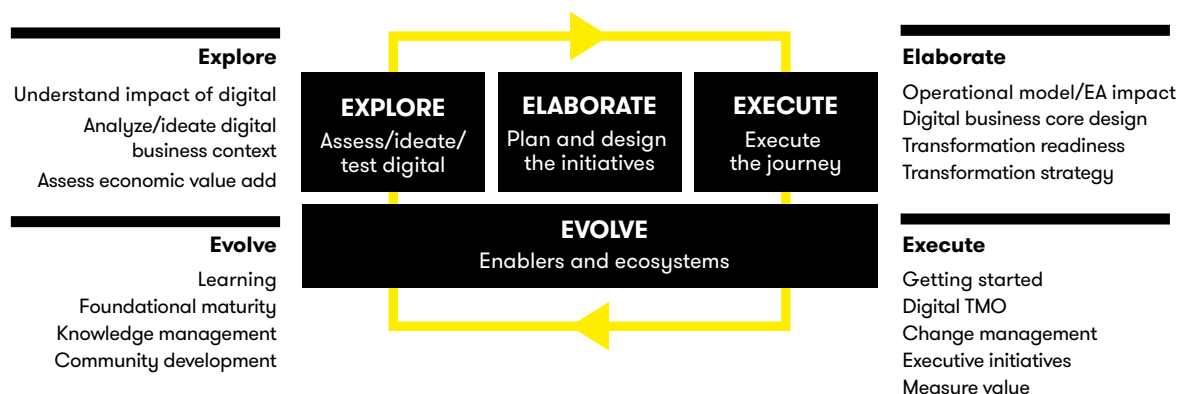 Explore
Understand impact of digital
Analyze/ideate digital
business context
Assess economic value add
Evolve
Learning
Foundational maturity
Knowledge management
Community development
EXPLORE
Assess/ideate/
test digital
ELABORATE
Plan and design
the initiatives
EXECUTE
Execute
the journey
EVOLVE
Enablers and ecosystems
Elaborate
Operational model/EA impact
Digital business core design
Transformation readiness
Transformation strategy
Execute
Getting started
Digital TMO
Change management
Executive initiatives
Measure value